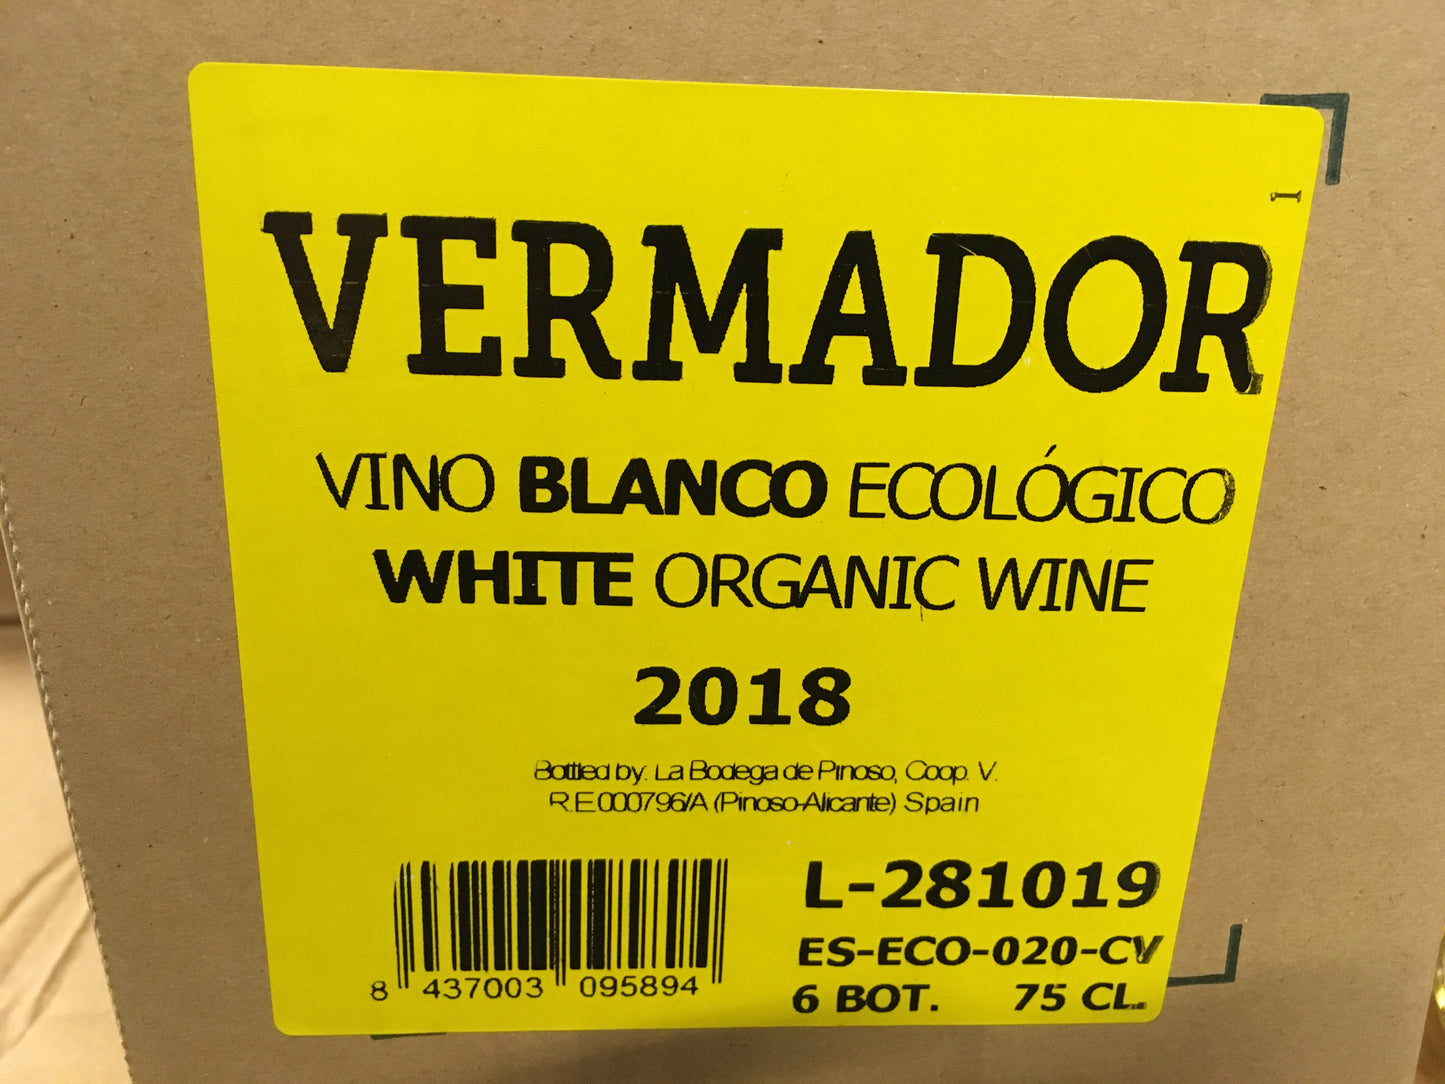 1
VERMADOR
VINO BLANCO ECOLÓGICO
WHITE ORGANIC WINE
2018
Bottled by: La Bodega de Pinoso, Coop. V.
R.E.000796/A (Pinoso-Alicante) Spain
L-281019
ES-ECO-020-CV
6 BOT. 75 CL.
8 437003 095894